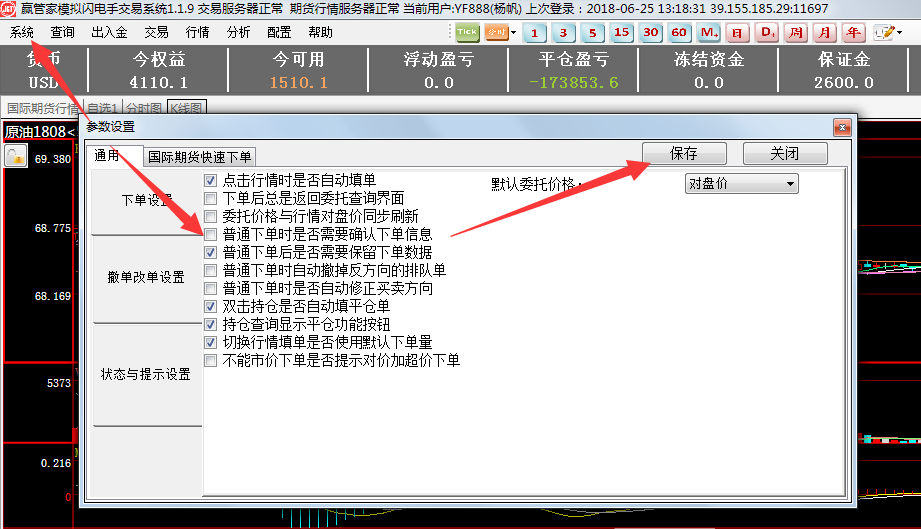 赢管家模拟闪电手交易系统1.1.9 交易服务器正常 期货行情服务器正常 当前用户:YF888(杨帆) 上次登录：2018-06-25 13:18:31 39.155.185.29:11697
系统 查询 出入金 交易 行情 分析 配置 帮助 Tick 分时 1 3 5 15 30 60 M. 日 D. 周 月 年
货币 今权益 今可用 浮动盈亏 平仓盈亏 冻结资金 保证金
USD 4110.1 1510.1 0.0 -173853.6 0.0 2600.0
国际期货行情 自选1 分时图 K线图
参数设置
原油1808<
通用 国际期货快速下单 保存 关闭
69.380
点击行情时是否自动填单
默认委托价格: 对盘价
下单设置
下单后总是返回委托查询界面
委托价格与行情对盘价同步刷新
68.775
普通下单时是否需要确认下单信息
普通下单后是否需要保留下单数据
撤单改单设置
普通下单时自动撤掉反方向的排队单
普通下单时是否自动修正买卖方向
68.169
双击持仓是否自动填平仓单
持仓查询显示平仓功能按钮
切换行情填单是否使用默认下单量
不能市价下单是否提示对价加超价下单
状态与提示设置
5373
0.216
0